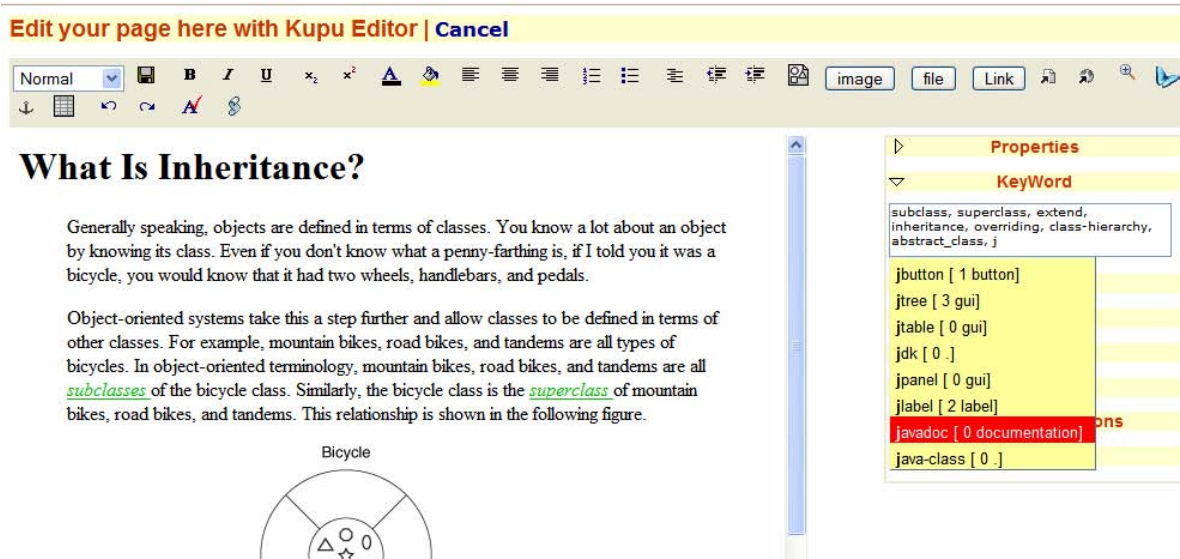 Edit your page here with Kupu Editor | Cancel
Normal B I U x₂ x² A image file Link
What Is Inheritance?
Generally speaking, objects are defined in terms of classes. You know a lot about an object
by knowing its class. Even if you don't know what a penny-farthing is, if I told you it was a
bicycle, you would know that it had two wheels, handlebars, and pedals.
Object-oriented systems take this a step further and allow classes to be defined in terms of
other classes. For example, mountain bikes, road bikes, and tandems are all types of
bicycles. In object-oriented terminology, mountain bikes, road bikes, and tandems are all
subclasses of the bicycle class. Similarly, the bicycle class is the superclass of mountain
bikes, road bikes, and tandems. This relationship is shown in the following figure.
Bicycle
Properties
KeyWord
subclass, superclass, extend,
inheritance, overriding, class-hierarchy,
abstract_class, j
jbutton [ 1 button]
jtree [ 3 gui]
jtable [ 0 gui]
jdk [ 0 .]
jpanel [ 0 gui]
jlabel [ 2 label]
javadoc [ 0 documentation]
java-class [ 0 .]